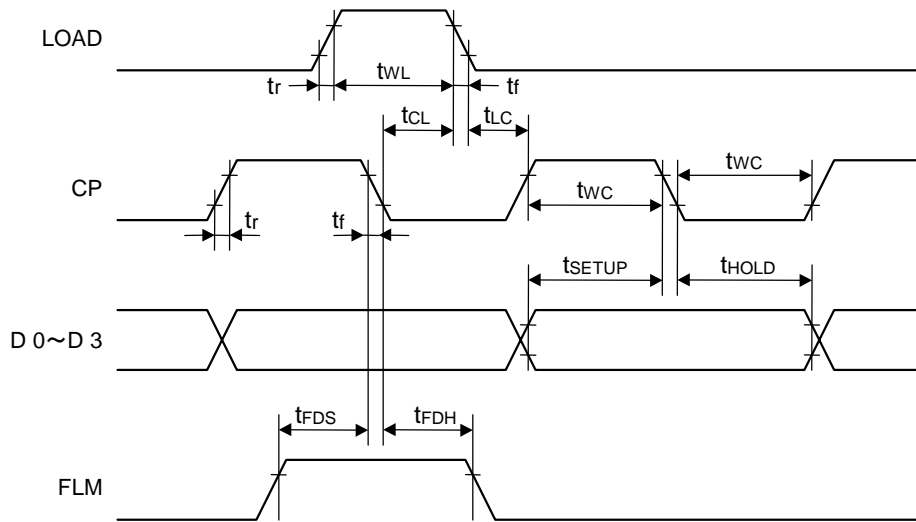 LOAD
tr
tWL
tf
tCL
tLC
CP
tWC
tWC
tr
tf
tSETUP
tHOLD
D 0～D 3
tFDS
tFDH
FLM